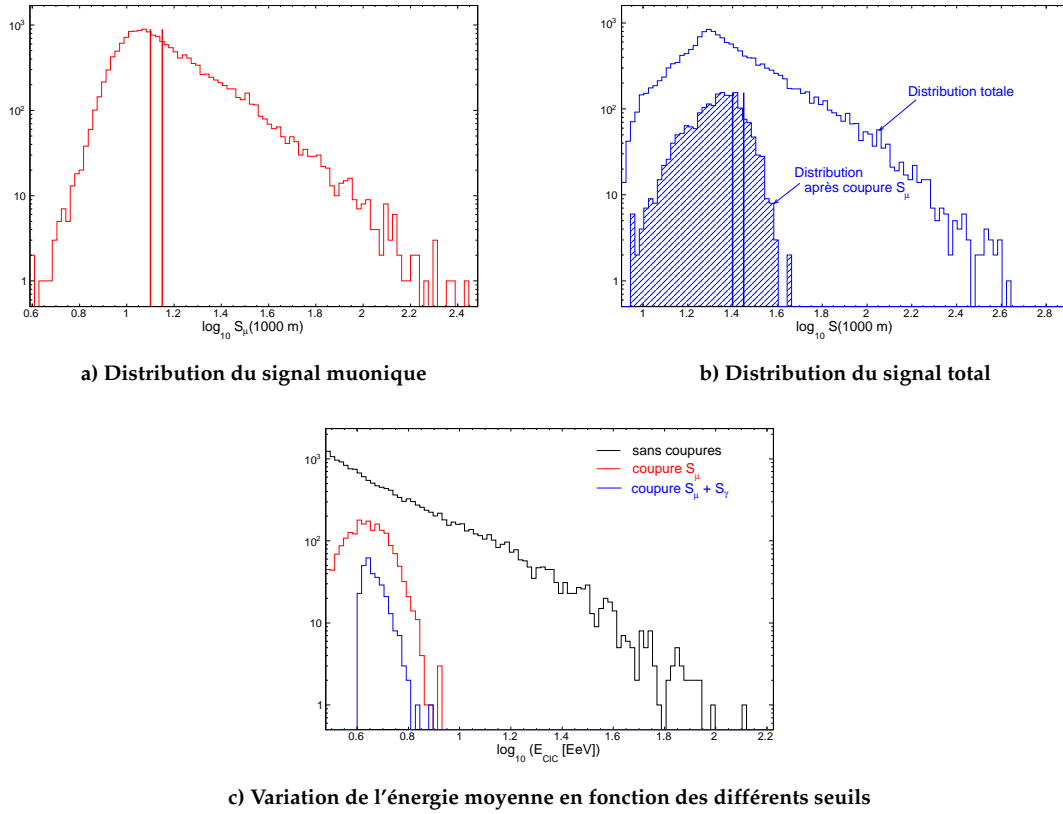 10³
10²
10
1
0.6 0.8 1 1.2 1.4 1.6 1.8 2 2.2 2.4
log₁₀ Sμ(1000 m)
a) Distribution du signal muonique
10³
10²
10
1
Distribution totale
Distribution
après coupure Sμ
1 1.2 1.4 1.6 1.8 2 2.2 2.4 2.6 2.8
log₁₀ S(1000 m)
b) Distribution du signal total
10³
10²
10
1
sans coupures
coupure Sμ
coupure Sμ + Sγ
0.6 0.8 1 1.2 1.4 1.6 1.8 2 2.2
log₁₀ (E_CIC [EeV])
c) Variation de l'énergie moyenne en fonction des différents seuils